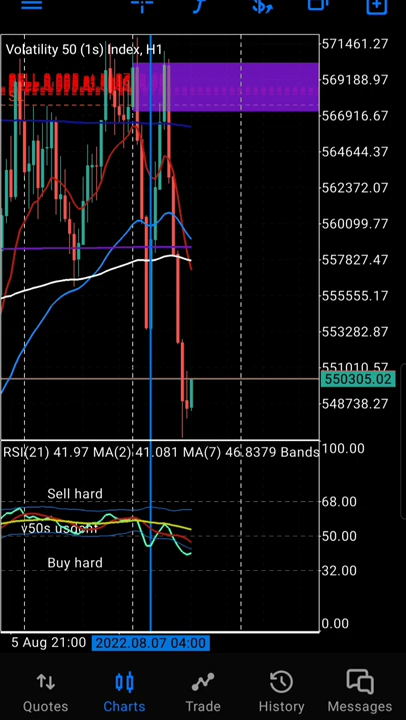 Volatility 50 (1s) Index, H1
571461.27
569188.99
566916.67
564644.37
562372.07
560099.77
557827.47
555555.17
553282.87
551010.57
550305.02
548738.27
RSI(21) 41.97 MA(2) 41.081 MA(7) 46.8379 Bands
100.00
Sell hard
68.00
50.00
Buy hard
32.00
0.00
5 Aug 21:00
2022.08.07 04:00
Quotes
Charts
Trade
History
Messages